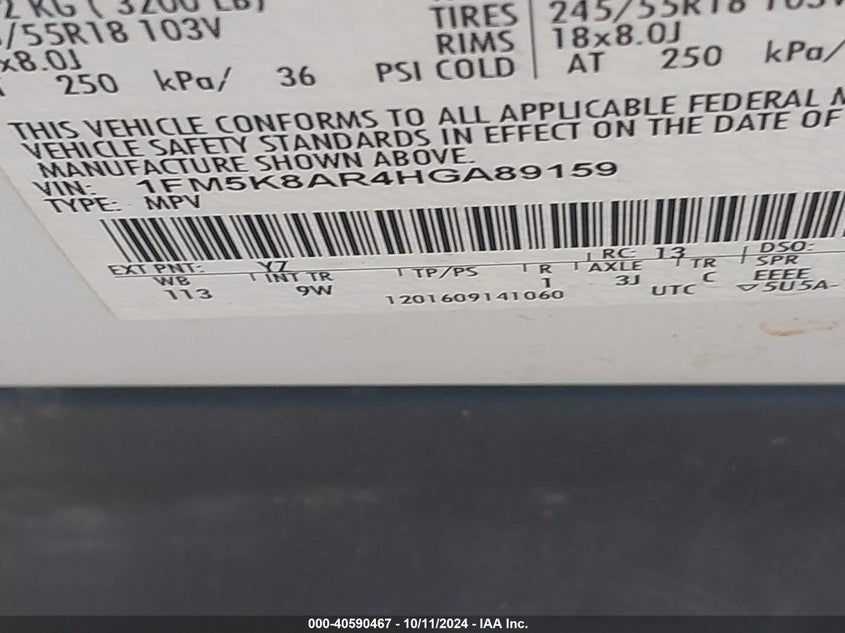 2 KG ( 3200 LB)
/55R18 103V
x8.0J
250 kPa/ 36 PSI COLD
TIRES 245/55R18 103V
RIMS 18x8.0J
AT 250 kPa/
THIS VEHICLE CONFORMS TO ALL APPLICABLE FEDERAL M
VEHICLE SAFETY STANDARDS IN EFFECT ON THE DATE OF
MANUFACTURE SHOWN ABOVE.
VIN: 1FM5K8AR4HGA89159
TYPE: MPV
EXT PNT: YZ RC: 13 DSO:
WB INT TR TP/PS R AXLE TR SPR
113 9W 1 3J C EEEE
1201609141060 UTC ▽5U5A-
000-40590467 - 10/11/2024 - IAA Inc.